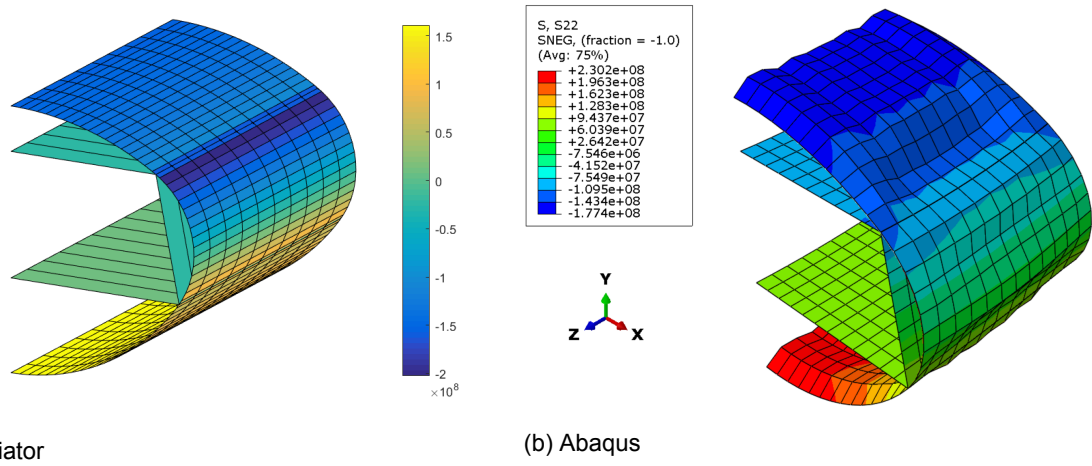 1.5
1
0.5
0
-0.5
-1
-1.5
-2
×10⁸
S, S22
SNEG, (fraction = -1.0)
(Avg: 75%)
+2.302e+08
+1.963e+08
+1.623e+08
+1.283e+08
+9.437e+07
+6.039e+07
+2.642e+07
-7.546e+06
-4.152e+07
-7.549e+07
-1.095e+08
-1.434e+08
-1.774e+08
Y
Z
X
iator
(b) Abaqus